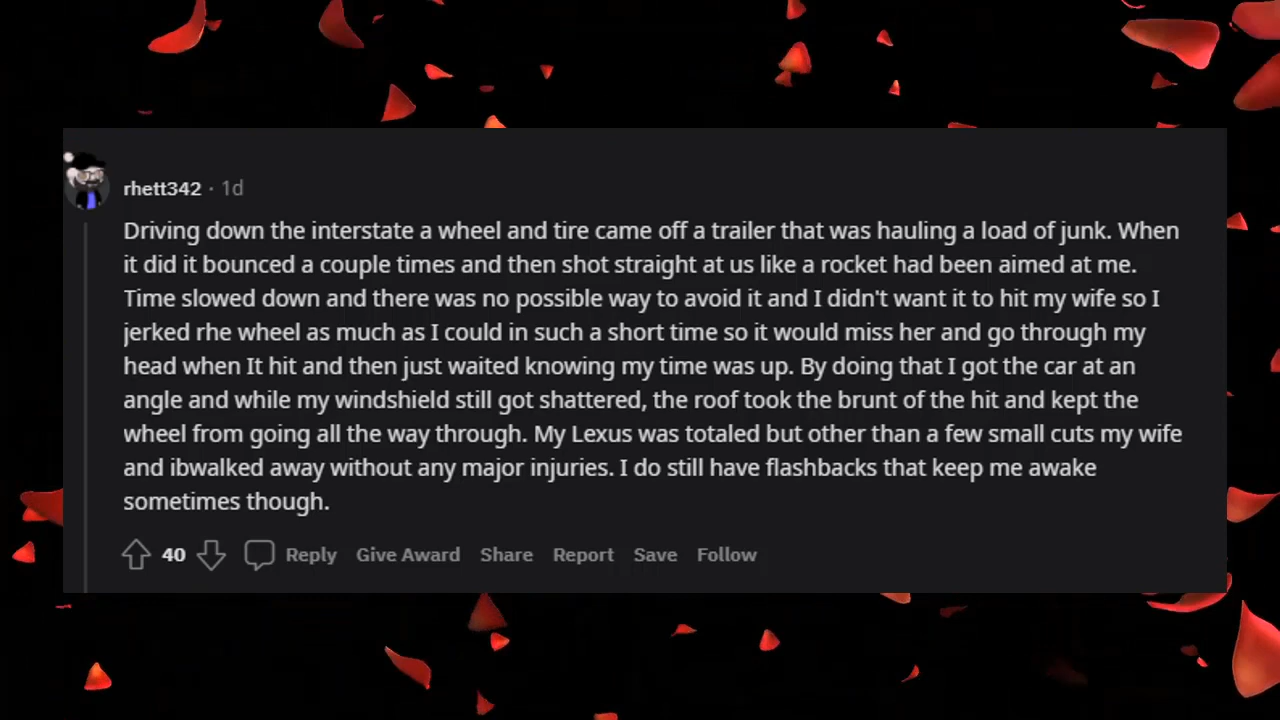 rhett342 · 1d
Driving down the interstate a wheel and tire came off a trailer that was hauling a load of junk. When
it did it bounced a couple times and then shot straight at us like a rocket had been aimed at me.
Time slowed down and there was no possible way to avoid it and I didn't want it to hit my wife so I
jerked rhe wheel as much as I could in such a short time so it would miss her and go through my
head when It hit and then just waited knowing my time was up. By doing that I got the car at an
angle and while my windshield still got shattered, the roof took the brunt of the hit and kept the
wheel from going all the way through. My Lexus was totaled but other than a few small cuts my wife
and ibwalked away without any major injuries. I do still have flashbacks that keep me awake
sometimes though.
40 Reply Give Award Share Report Save Follow